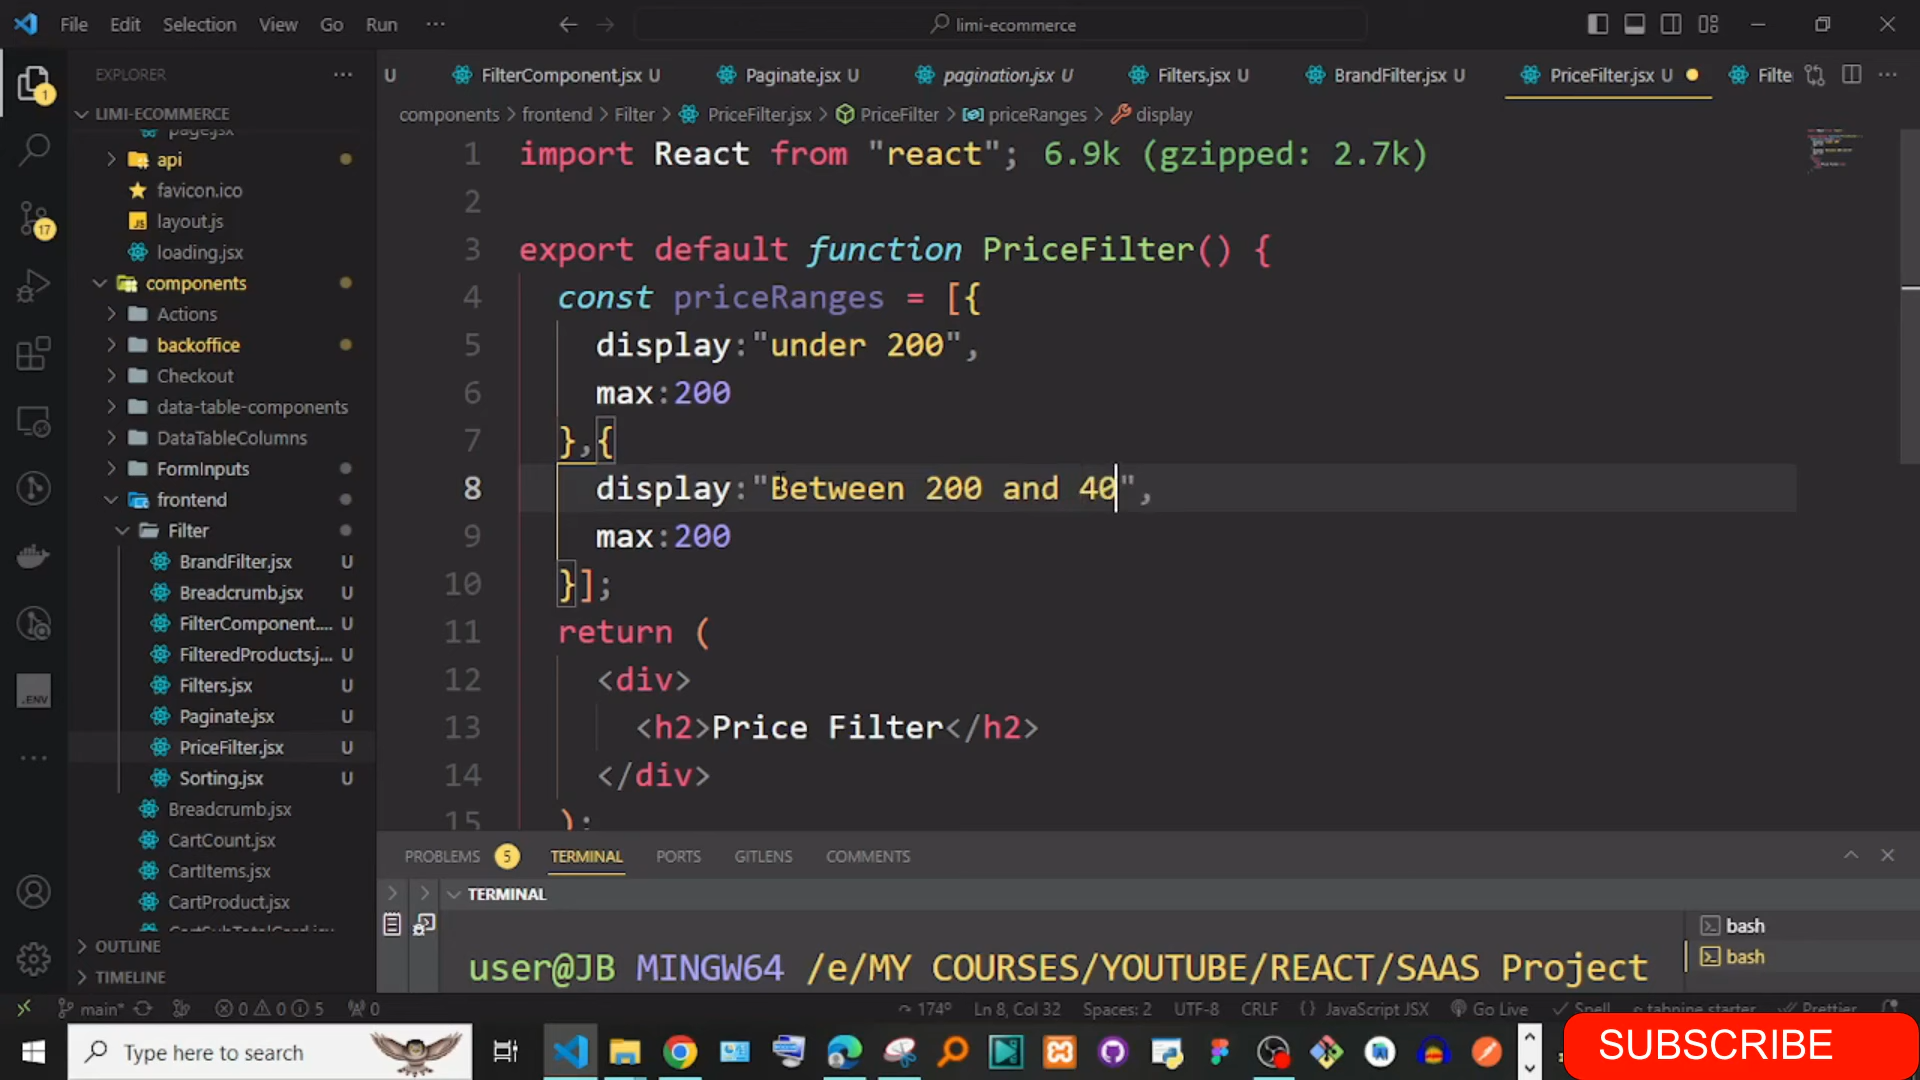 File Edit Selection View Go Run ··· limi-ecommerce
EXPLORER ···
LIMI-ECOMMERCE
page.jsx
api
favicon.ico
layout.js
loading.jsx
components
Actions
backoffice
Checkout
data-table-components
DataTableColumns
FormInputs
frontend
Filter
BrandFilter.jsx U
Breadcrumb.jsx U
FilterComponent.... U
FilteredProducts.j... U
Filters.jsx U
Paginate.jsx U
PriceFilter.jsx U
Sorting.jsx U
Breadcrumb.jsx
CartCount.jsx
CartItems.jsx
CartProduct.jsx
CartSubTotalCard.jsx
OUTLINE
TIMELINE
1
17
.ENV
U FilterComponent.jsx U Paginate.jsx U pagination.jsx U Filters.jsx U BrandFilter.jsx U PriceFilter.jsx U Filte ···
components > frontend > Filter > PriceFilter.jsx > PriceFilter > priceRanges > display
1 import React from "react"; 6.9k (gzipped: 2.7k)
2
3 export default function PriceFilter() {
4 const priceRanges = [{
5 display:"under 200",
6 max:200
7 },{
8 display:"Between 200 and 40",
9 max:200
10 }];
11 return (
12 <div>
13 <h2>Price Filter</h2>
14 </div>
15 );
PROBLEMS 5 TERMINAL PORTS GITLENS COMMENTS
TERMINAL
bash
bash
user@JB MINGW64 /e/MY COURSES/YOUTUBE/REACT/SAAS Project
main* 0 0 5 0 174° Ln 8, Col 32 Spaces: 2 UTF-8 CRLF {} JavaScript JSX Go Live Spell tabnine starter Prettier
Type here to search
SUBSCRIBE